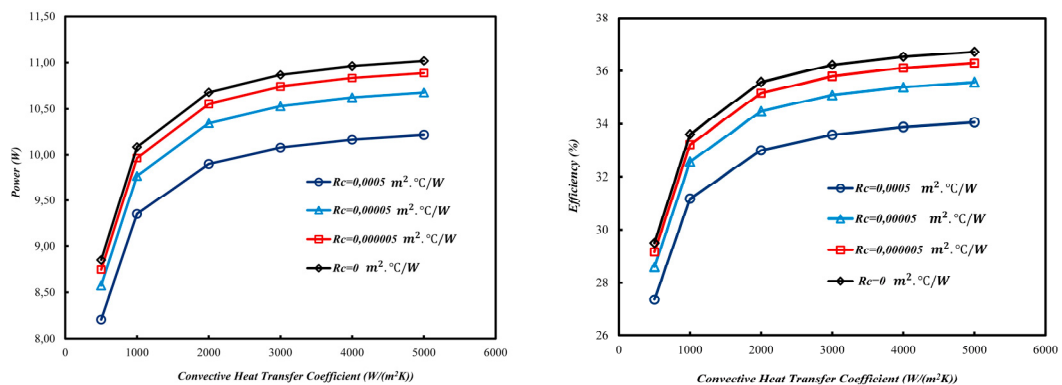 11,50
11,00
10,50
10,00
9,50
9,00
8,50
8,00
Power (W)
0 1000 2000 3000 4000 5000 6000
Convective Heat Transfer Coefficient (W/(m²K))
Rc=0,0005 m².°C/W
Rc=0,00005 m².°C/W
Rc=0,000005 m².°C/W
Rc=0 m².°C/W
38
36
34
32
30
28
26
Efficiency (%)
0 1000 2000 3000 4000 5000 6000
Convective Heat Transfer Coefficient (W/(m²K))
Rc=0,0005 m².°C/W
Rc=0,00005 m².°C/W
Rc=0,000005 m².°C/W
Rc=0 m².°C/W